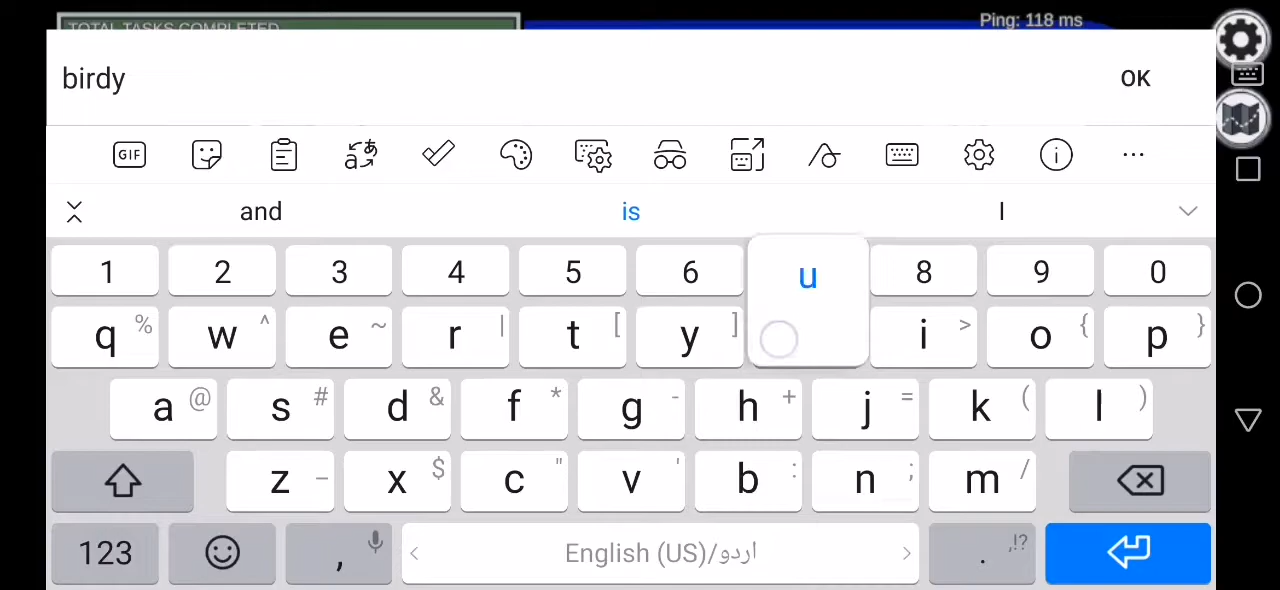 TOTAL TASKS COMPLETED
Ping: 118 ms
birdy
OK
GIF
and is I
1 2 3 4 5 6 u 8 9 0
q % w ^ e ~ r | t [ y ] i > o { p }
a @ s # d & f * g - h + j = k ( l )
z _ x $ c " v ' b : n ; m /
123 , < English (US)/اردو > . ,!?